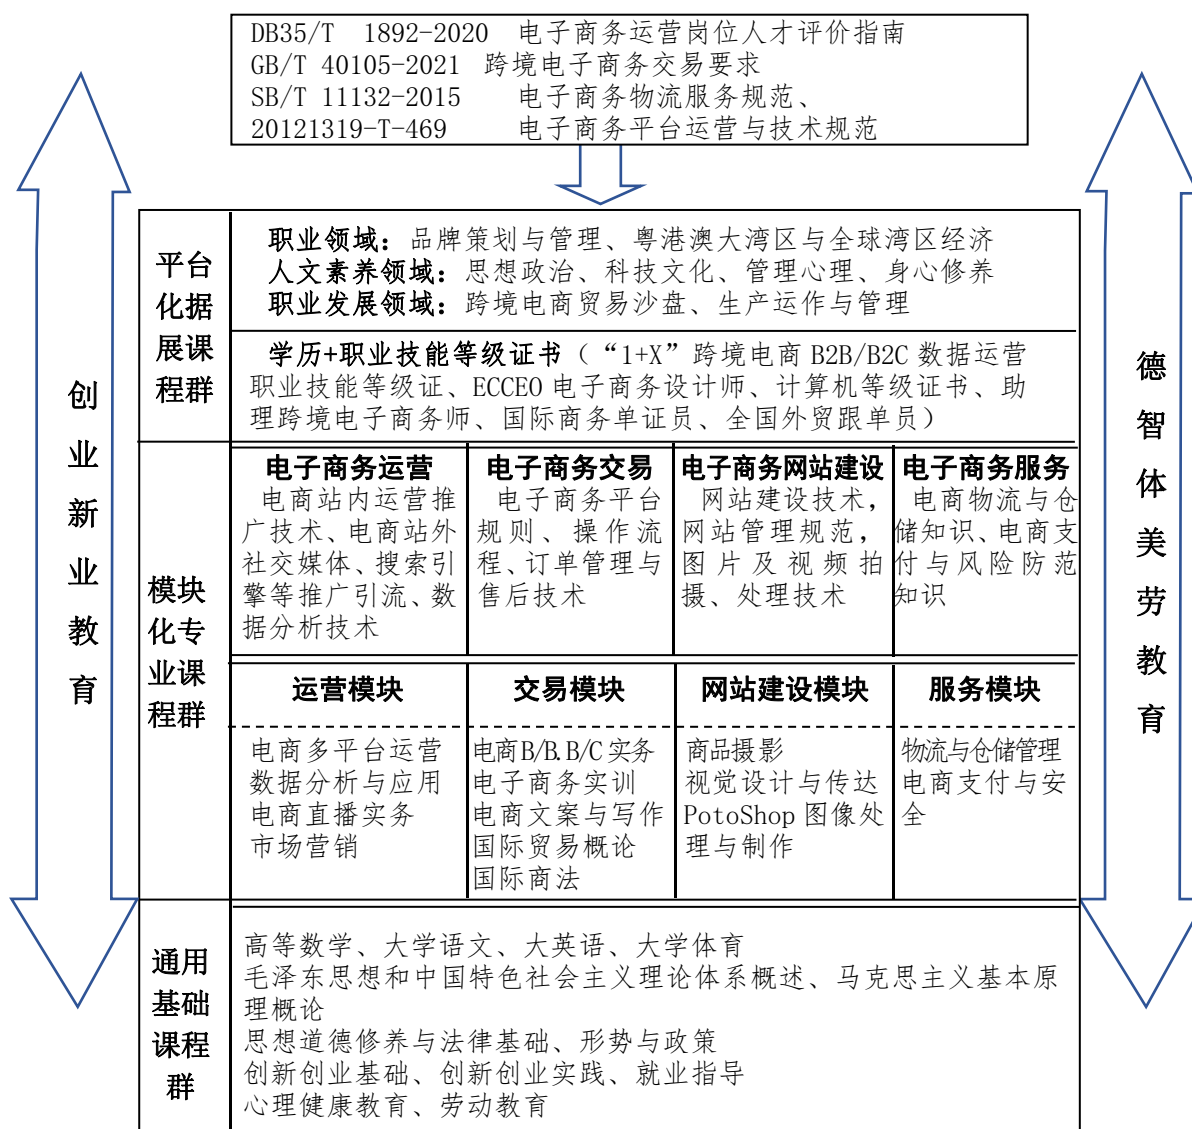 DB35/T 1892-2020 电子商务运营岗位人才评价指南
GB/T 40105-2021 跨境电子商务交易要求
SB/T 11132-2015 电子商务物流服务规范、
20121319-T-469 电子商务平台运营与技术规范
创
业
新
业
教
育
平台
化据
展课
程群
职业领域：品牌策划与管理、粤港澳大湾区与全球湾区经济
人文素养领域：思想政治、科技文化、管理心理、身心修养
职业发展领域：跨境电商贸易沙盘、生产运作与管理
学历+职业技能等级证书（“1+X”跨境电商 B2B/B2C 数据运营
职业技能等级证、ECCEO 电子商务设计师、计算机等级证书、助
理跨境电子商务师、国际商务单证员、全国外贸跟单员）
模块
化专
业课
程群
电子商务运营
电商站内运营推
广技术、电商站外
社交媒体、搜索引
擎等推广引流、数
据分析技术
电子商务交易
电子商务平台
规则、操作流
程、订单管理与
售后技术
电子商务网站建设
网站建设技术，
网站管理规范，
图片及视频拍
摄、处理技术
电子商务服务
电商物流与仓
储知识、电商支
付与风险防范
知识
运营模块
电商多平台运营
数据分析与应用
电商直播实务
市场营销
交易模块
电商B/B.B/C 实务
电子商务实训
电商文案与写作
国际贸易概论
国际商法
网站建设模块
商品摄影
视觉设计与传达
PotoShop 图像处
理与制作
服务模块
物流与仓储管理
电商支付与安
全
通用
基础
课程
群
高等数学、大学语文、大英语、大学体育
毛泽东思想和中国特色社会主义理论体系概述、马克思主义基本原
理概论
思想道德修养与法律基础、形势与政策
创新创业基础、创新创业实践、就业指导
心理健康教育、劳动教育
德
智
体
美
劳
教
育